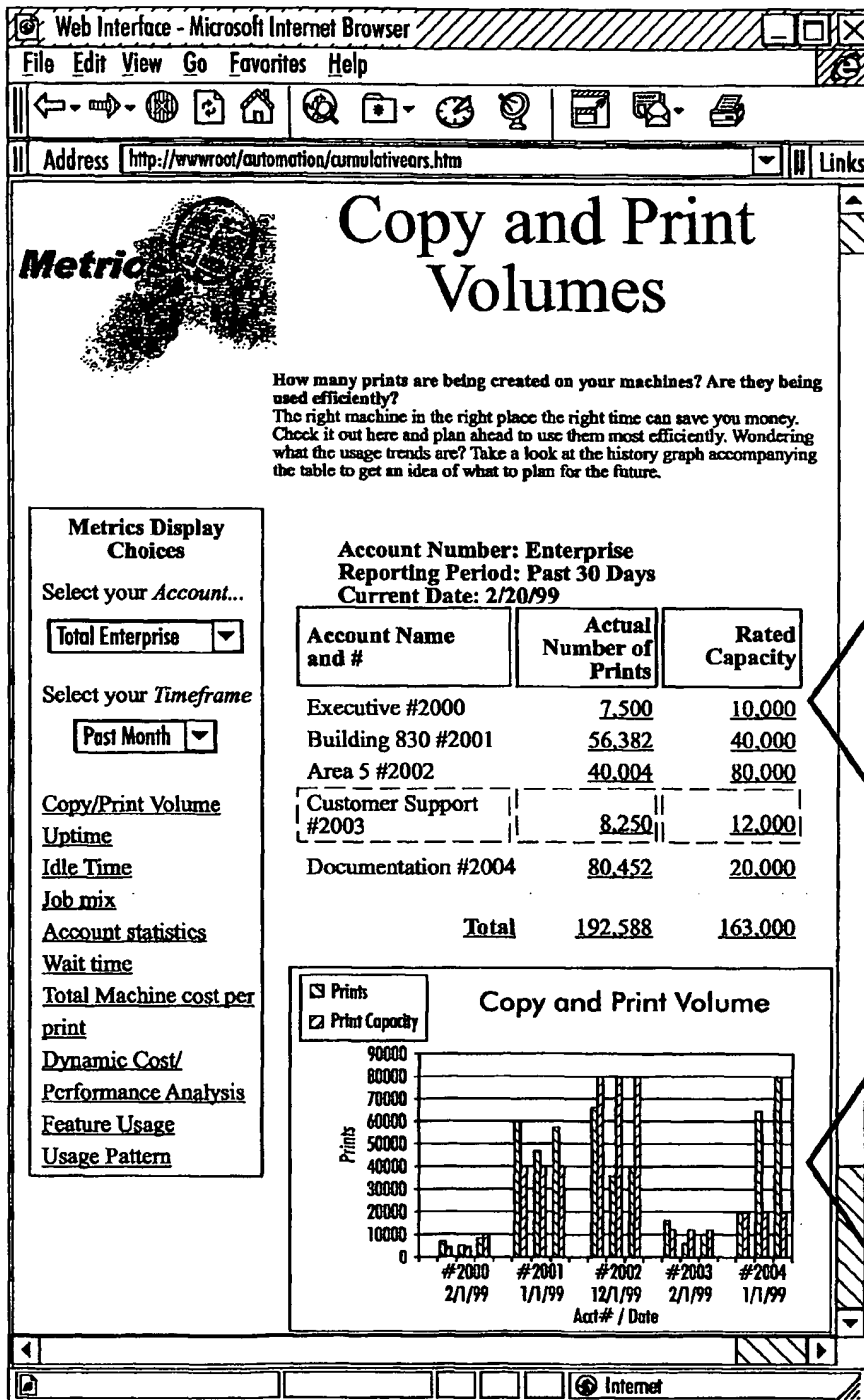 Web Interface - Microsoft Internet Browser
File Edit View Go Favorites Help
Address http://wwwroot/automation/cumulativears.htm Links
Metrics
Copy and Print
Volumes
How many prints are being created on your machines? Are they being
used efficiently?
The right machine in the right place the right time can save you money.
Check it out here and plan ahead to use them most efficiently. Wondering
what the usage trends are? Take a look at the history graph accompanying
the table to get an idea of what to plan for the future.
Metrics Display
Choices
Select your Account...
Total Enterprise
Select your Timeframe
Past Month
Copy/Print Volume
Uptime
Idle Time
Job mix
Account statistics
Wait time
Total Machine cost per
print
Dynamic Cost/
Performance Analysis
Feature Usage
Usage Pattern
Account Number: Enterprise
Reporting Period: Past 30 Days
Current Date: 2/20/99
Account Name and # Actual Number of Prints Rated Capacity
Executive #2000 7,500 10,000
Building 830 #2001 56,382 40,000
Area 5 #2002 40,004 80,000
Customer Support
#2003 8,250 12,000
Documentation #2004 80,452 20,000
Total 192,588 163,000
Prints
Print Capacity
Copy and Print Volume
90000
80000
70000
60000
50000
40000
30000
20000
10000
0
Prints
#2000 #2001 #2002 #2003 #2004
2/1/99 1/1/99 12/1/99 2/1/99 1/1/99
Acct# / Date
Internet